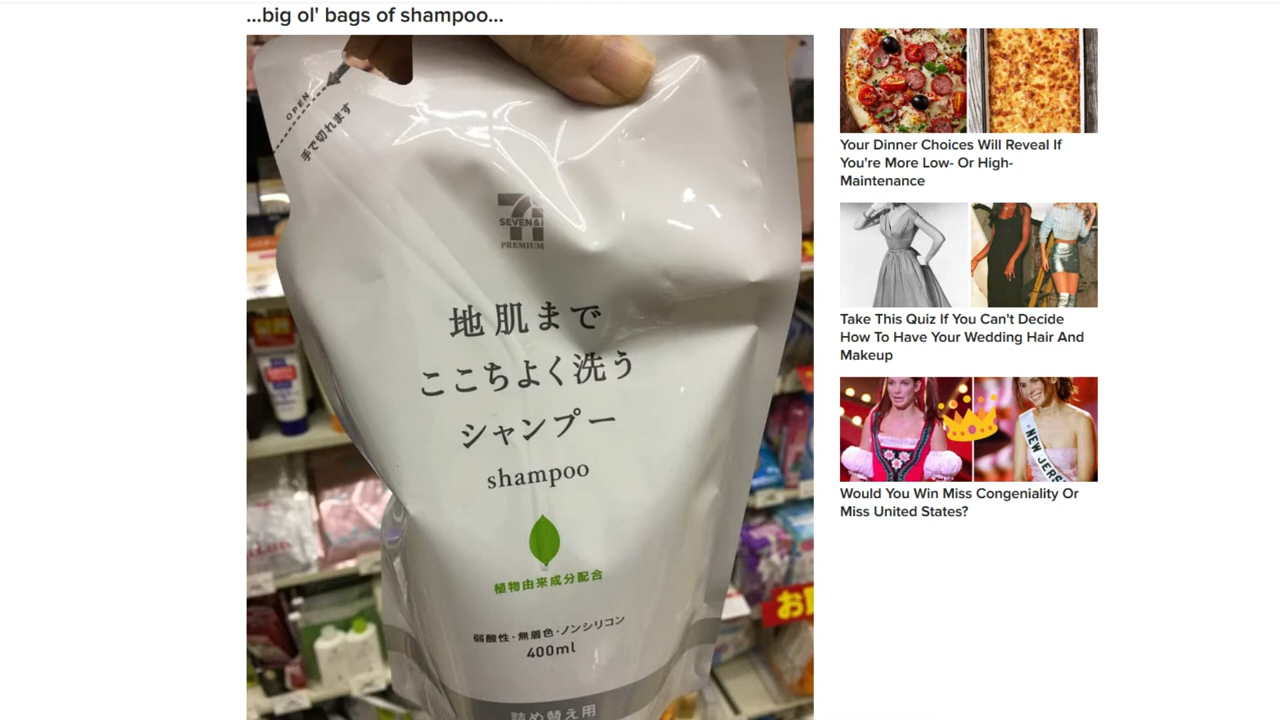 ...big ol' bags of shampoo...
OPEN
手で切れます
SEVEN&i
PREMIUM
地肌まで
ここちよく洗う
シャンプー
shampoo
植物由来成分配合
弱酸性・無着色・ノンシリコン
400ml
詰め替え用
Your Dinner Choices Will Reveal If
You're More Low- Or High-
Maintenance
Take This Quiz If You Can't Decide
How To Have Your Wedding Hair And
Makeup
NEW JERS
Would You Win Miss Congeniality Or
Miss United States?